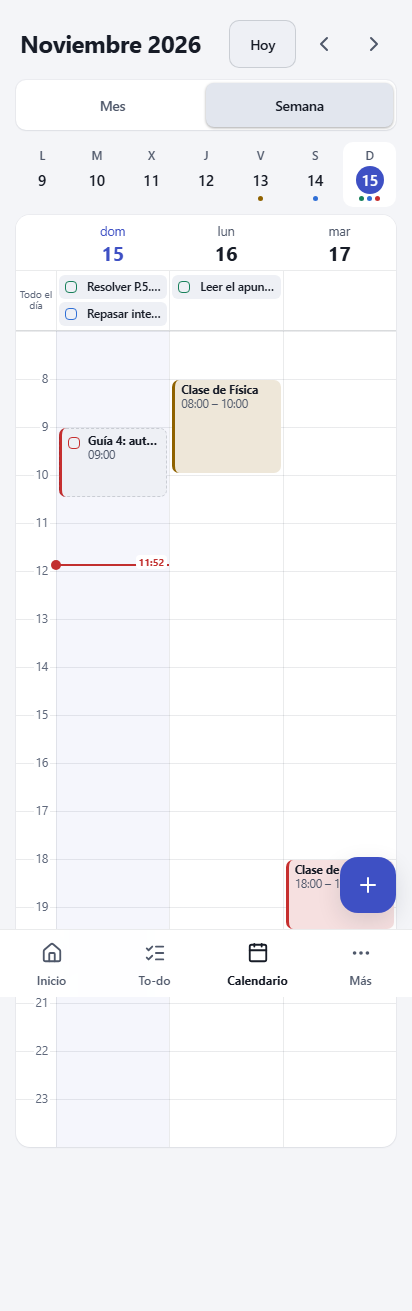 Noviembre 2026
Hoy
Mes
Semana
L M X J V S D
9 10 11 12 13 14 15
dom lun mar
15 16 17
Todo el día
Resolver P.5....
Leer el apun...
Repasar inte...
8
Clase de Física
08:00 – 10:00
9
Guía 4: aut...
09:00
10
11
11:52
12
13
14
15
16
17
18
Clase de
18:00 – 1
19
Inicio
To-do
Calendario
Más
21
22
23